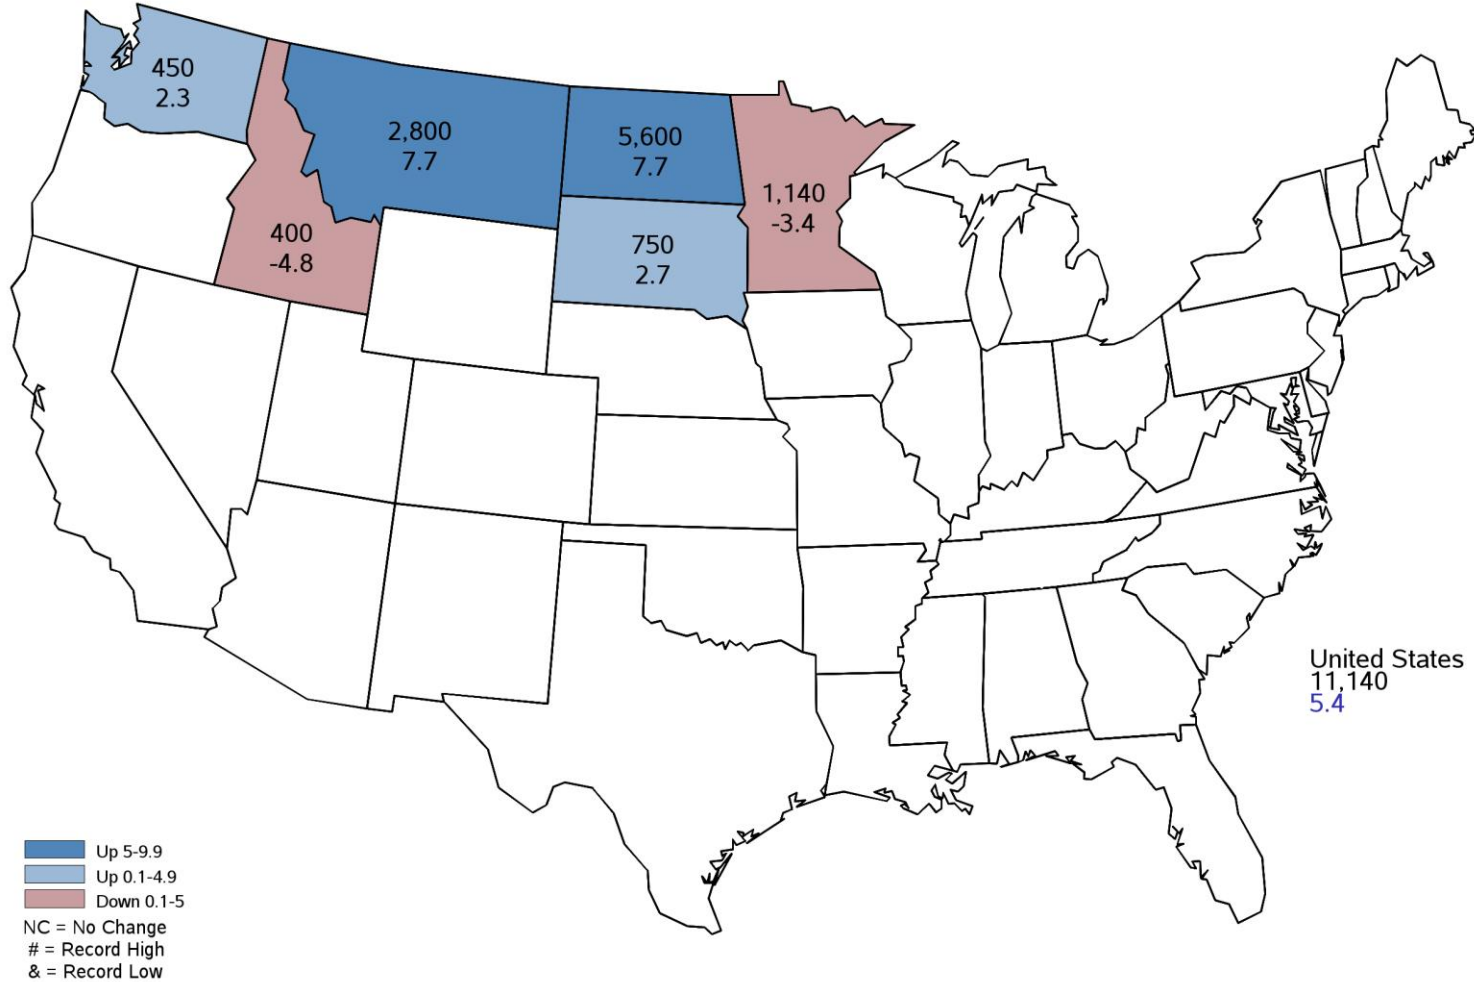 450
2.3
2,800
7.7
5,600
7.7
1,140
-3.4
400
-4.8
750
2.7
United States
11,140
5.4
Up 5-9.9
Up 0.1-4.9
Down 0.1-5
NC = No Change
# = Record High
& = Record Low